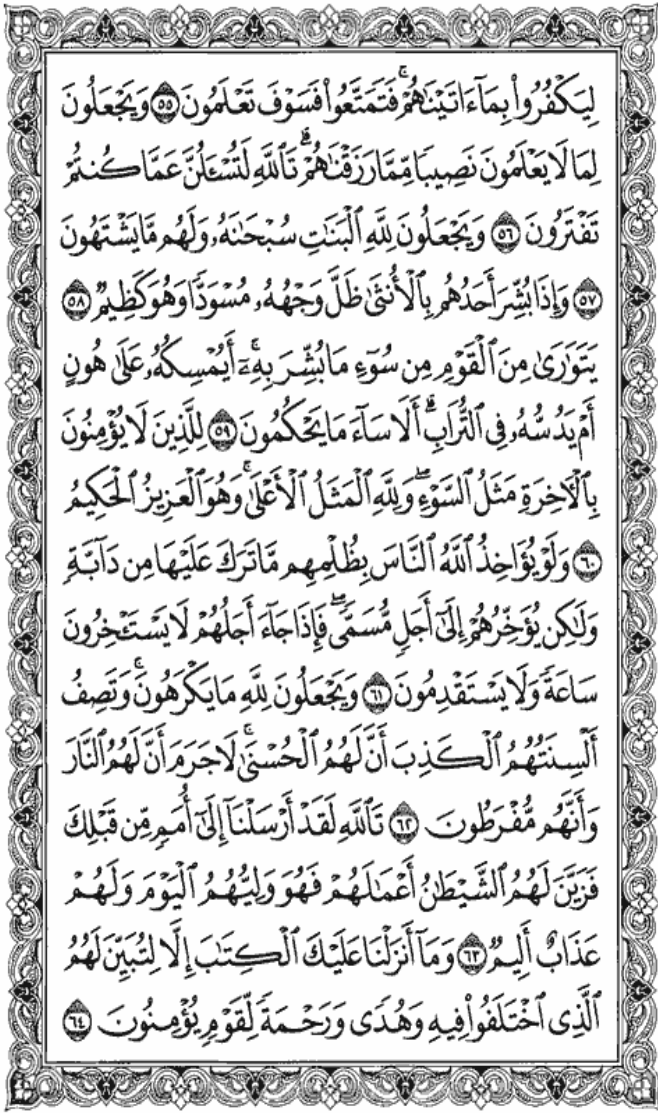 لِيَكْفُرُوا۟ بِمَآ ءَاتَيْنَٰهُمْ ۚ فَتَمَتَّعُوا۟ فَسَوْفَ تَعْلَمُونَ ٥٥ وَيَجْعَلُونَ
لِمَا لَا يَعْلَمُونَ نَصِيبًا مِّمَّا رَزَقْنَٰهُمْ ۗ تَٱللَّهِ لَتُسْـَٔلُنَّ عَمَّا كُنتُمْ
تَفْتَرُونَ ٥٦ وَيَجْعَلُونَ لِلَّهِ ٱلْبَنَٰتِ سُبْحَٰنَهُۥ وَلَهُم مَّا يَشْتَهُونَ
٥٧ وَإِذَا بُشِّرَ أَحَدُهُم بِٱلْأُنثَىٰ ظَلَّ وَجْهُهُۥ مُسْوَدًّا وَهُوَ كَظِيمٌ ٥٨
يَتَوَٰرَىٰ مِنَ ٱلْقَوْمِ مِن سُوٓءِ مَا بُشِّرَ بِهِۦٓ ۚ أَيُمْسِكُهُۥ عَلَىٰ هُونٍ
أَمْ يَدُسُّهُۥ فِى ٱلتُّرَابِ ۗ أَلَا سَآءَ مَا يَحْكُمُونَ ٥٩ لِلَّذِينَ لَا يُؤْمِنُونَ
بِٱلْءَاخِرَةِ مَثَلُ ٱلسَّوْءِ ۖ وَلِلَّهِ ٱلْمَثَلُ ٱلْأَعْلَىٰ ۚ وَهُوَ ٱلْعَزِيزُ ٱلْحَكِيمُ
٦٠ وَلَوْ يُؤَاخِذُ ٱللَّهُ ٱلنَّاسَ بِظُلْمِهِم مَّا تَرَكَ عَلَيْهَا مِن دَآبَّةٍ
وَلَٰكِن يُؤَخِّرُهُمْ إِلَىٰٓ أَجَلٍ مُّسَمًّى ۖ فَإِذَا جَآءَ أَجَلُهُمْ لَا يَسْتَـْٔخِرُونَ
سَاعَةً ۖ وَلَا يَسْتَقْدِمُونَ ٦١ وَيَجْعَلُونَ لِلَّهِ مَا يَكْرَهُونَ ۚ وَتَصِفُ
أَلْسِنَتُهُمُ ٱلْكَذِبَ أَنَّ لَهُمُ ٱلْحُسْنَىٰ ۖ لَا جَرَمَ أَنَّ لَهُمُ ٱلنَّارَ
وَأَنَّهُم مُّفْرَطُونَ ٦٢ تَٱللَّهِ لَقَدْ أَرْسَلْنَآ إِلَىٰٓ أُمَمٍ مِّن قَبْلِكَ
فَزَيَّنَ لَهُمُ ٱلشَّيْطَٰنُ أَعْمَٰلَهُمْ فَهُوَ وَلِيُّهُمُ ٱلْيَوْمَ وَلَهُمْ
عَذَابٌ أَلِيمٌ ٦٣ وَمَآ أَنزَلْنَا عَلَيْكَ ٱلْكِتَٰبَ إِلَّا لِتُبَيِّنَ لَهُمُ
ٱلَّذِى ٱخْتَلَفُوا۟ فِيهِ ۙ وَهُدًى وَرَحْمَةً لِّقَوْمٍ يُؤْمِنُونَ ٦٤